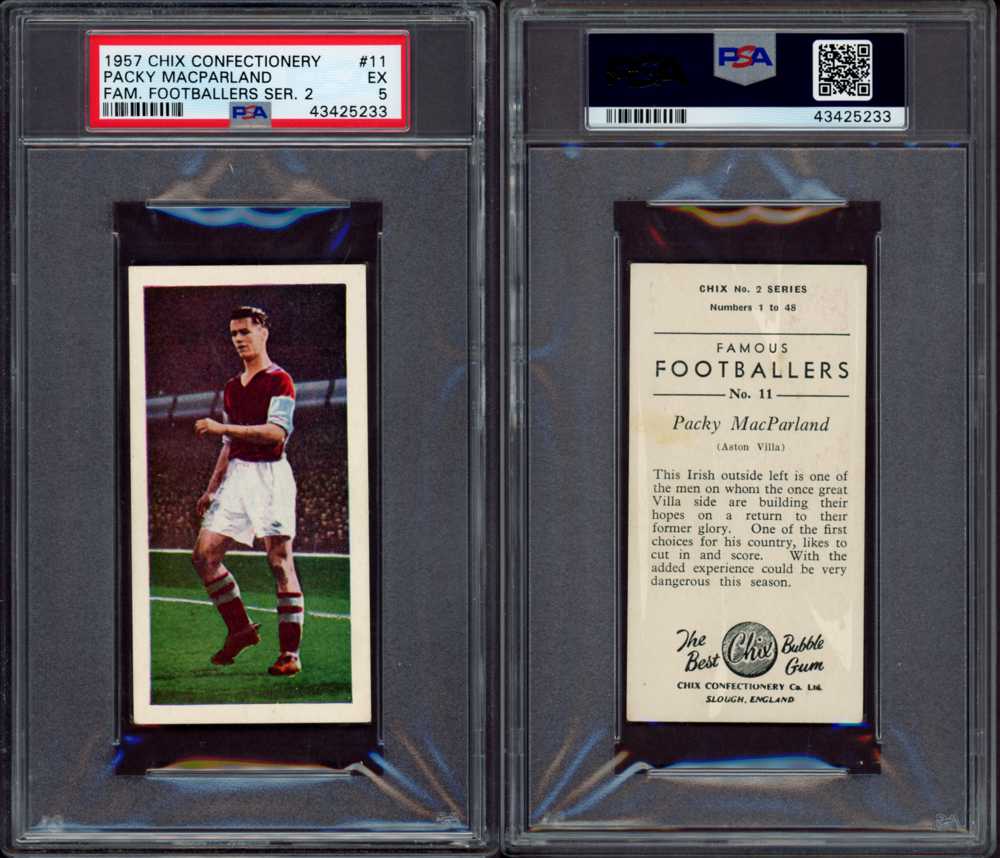 1957 CHIX CONFECTIONERY #11
PACKY MACPARLAND EX
FAM. FOOTBALLERS SER. 2 5
PSA 43425233
PSA
43425233
CHIX No. 2 SERIES
Numbers 1 to 48
FAMOUS
FOOTBALLERS
No. 11
Packy MacParland
(Aston Villa)
This Irish outside left is one of
the men on whom the once great
Villa side are building their
hopes on a return to their
former glory. One of the first
choices for his country, likes to
cut in and score. With the
added experience could be very
dangerous this season.
The Best Chix Bubble Gum
CHIX CONFECTIONERY Co. Ltd.
SLOUGH, ENGLAND